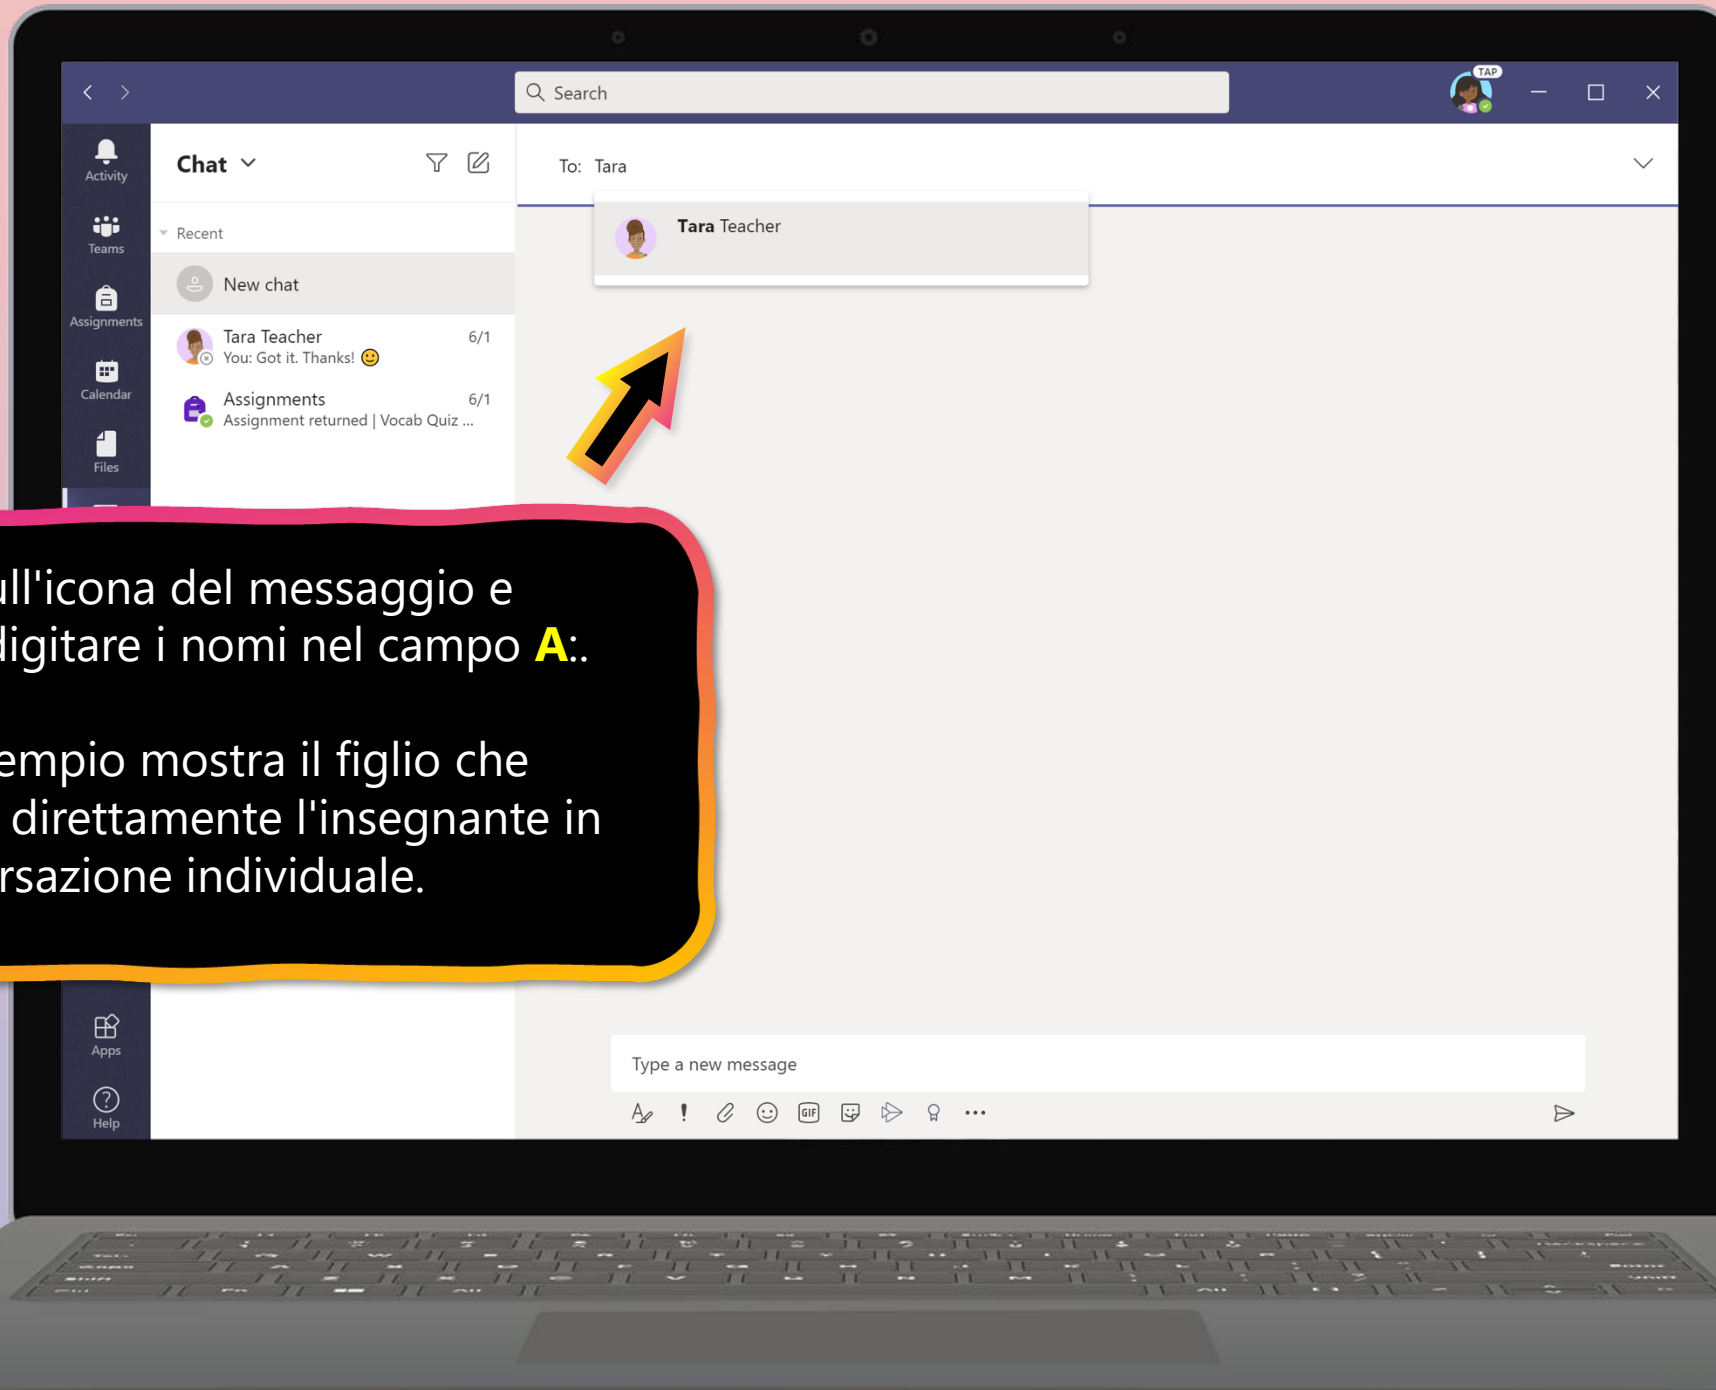 TAP
Search
Activity
Chat
To: Tara
Tara Teacher
Teams
Recent
New chat
Assignments
Tara Teacher 6/1
You: Got it. Thanks!
Calendar
Assignments 6/1
Assignment returned | Vocab Quiz ...
Files
ull'icona del messaggio e
digitare i nomi nel campo A:.
empio mostra il figlio che
direttamente l'insegnante in
rsazione individuale.
Apps
Help
Type a new message
GIF